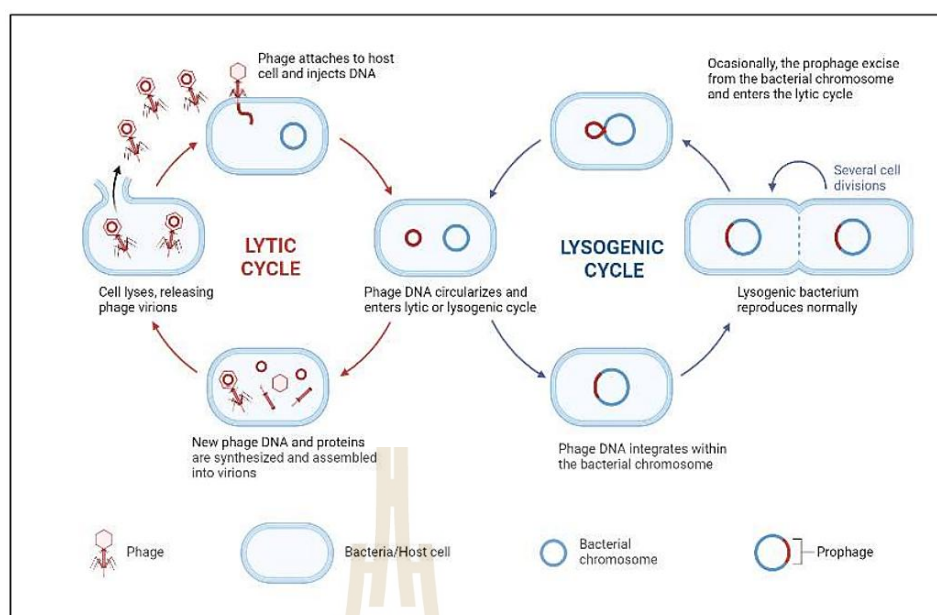 Phage attaches to host
cell and injects DNA
Ocasionally, the prophage excise
from the bacterial chromosome
and enters the lytic cycle
Several cell
divisions
LYTIC
CYCLE
LYSOGENIC
CYCLE
Cell lyses, releasing
phage virions
Phage DNA circularizes and
enters lytic or lysogenic cycle
Lysogenic bacterium
reproduces normally
New phage DNA and proteins
are synthesized and assembled
into virions
Phage DNA integrates within
the bacterial chromosome
Phage
Bacteria/Host cell
Bacterial
chromosome
Prophage